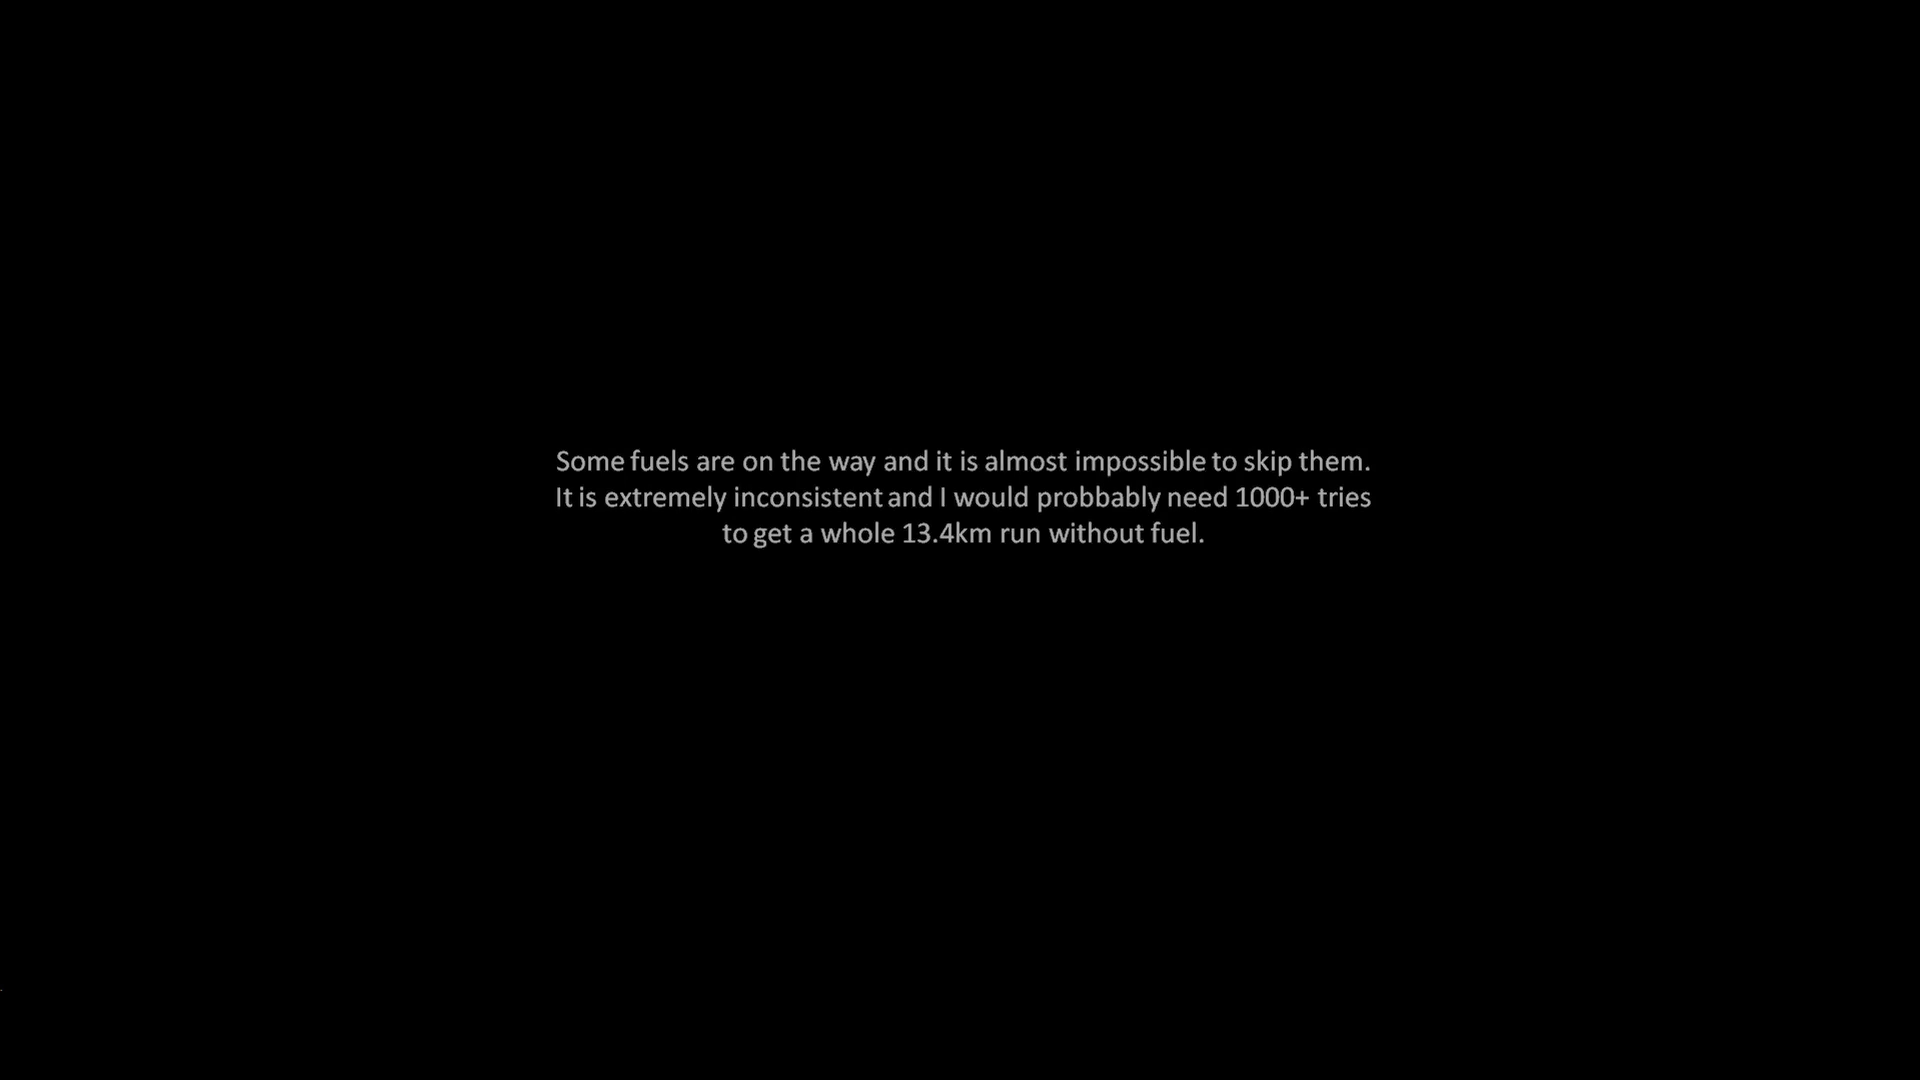 Some fuels are on the way and it is almost impossible to skip them.
It is extremely inconsistent and I would probbably need 1000+ tries
to get a whole 13.4km run without fuel.